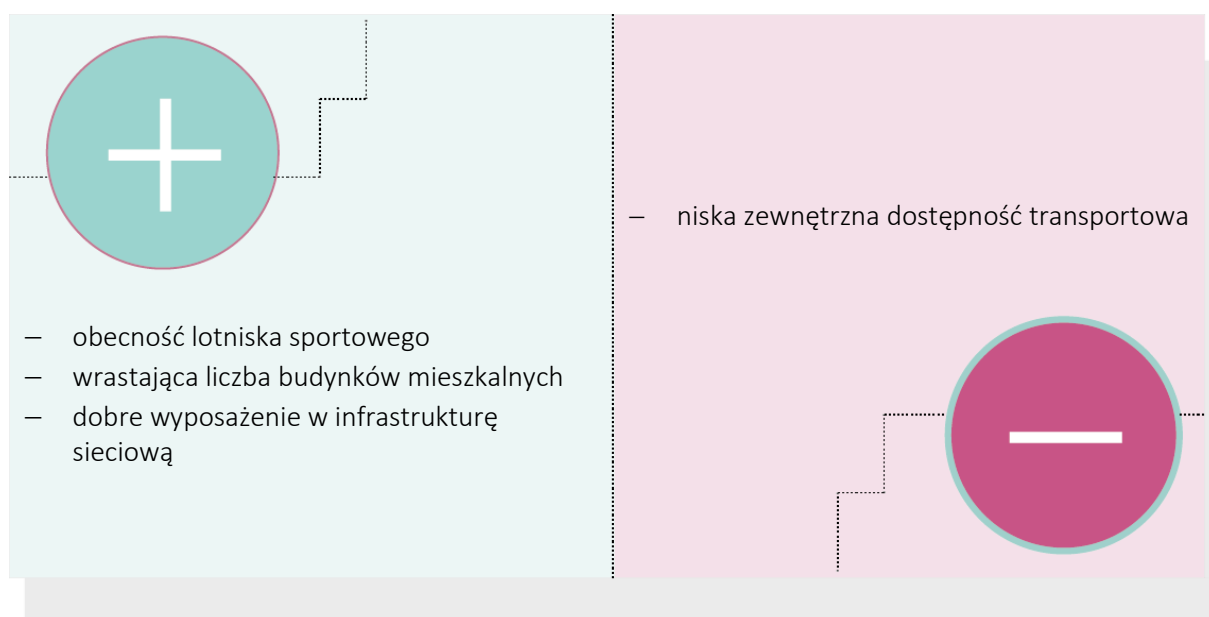 – obecność lotniska sportowego
– wrastająca liczba budynków mieszkalnych
– dobre wyposażenie w infrastrukturę
sieciową
– niska zewnętrzna dostępność transportowa